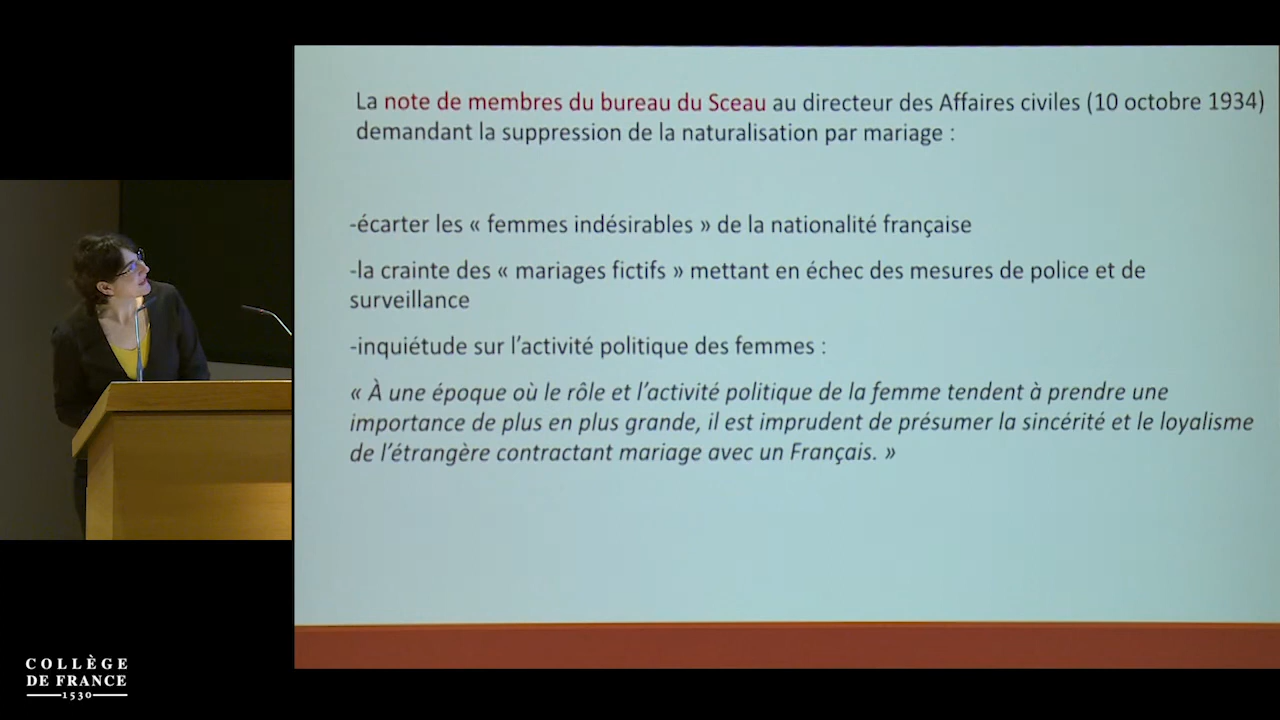 La note de membres du bureau du Sceau au directeur des Affaires civiles (10 octobre 1934)
demandant la suppression de la naturalisation par mariage :
-écarter les « femmes indésirables » de la nationalité française
-la crainte des « mariages fictifs » mettant en échec des mesures de police et de
surveillance
-inquiétude sur l'activité politique des femmes :
« À une époque où le rôle et l'activité politique de la femme tendent à prendre une
importance de plus en plus grande, il est imprudent de présumer la sincérité et le loyalisme
de l'étrangère contractant mariage avec un Français. »
COLLÈGE
DE FRANCE
1530